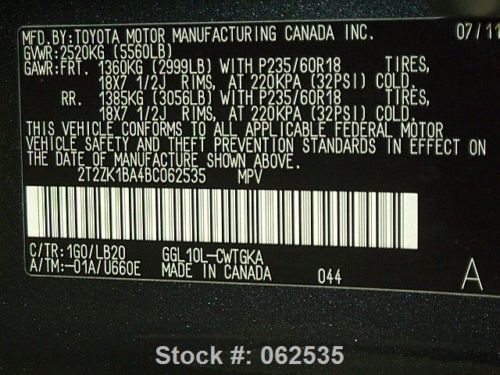 MFD.BY:TOYOTA MOTOR MANUFACTURING CANADA INC. 07/11
GVWR:2520KG (5560LB)
GAWR:FRT. 1360KG (2999LB) WITH P235/60R18 TIRES,
18X7 1/2J RIMS, AT 220KPA (32PSI) COLD.
RR. 1385KG (3056LB) WITH P235/60R18 TIRES,
18X7 1/2J RIMS, AT 220KPA (32PSI) COLD.
THIS VEHICLE CONFORMS TO ALL APPLICABLE FEDERAL MOTOR
VEHICLE SAFETY AND THEFT PREVENTION STANDARDS IN EFFECT
ON THE DATE OF MANUFACTURE SHOWN ABOVE.
2T2ZK1BA4BC062535 MPV
C/TR:1G0/LB20 GGL10L-CWTGKA
A/TM:-01A/U660E MADE IN CANADA 044 A
Stock #: 062535